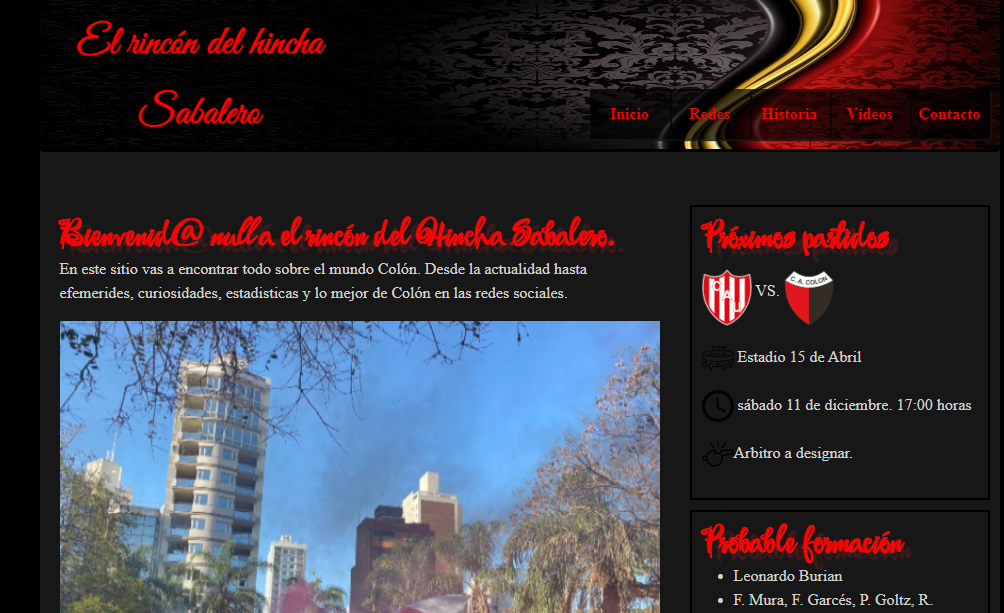 El rincón del hincha
Sabalero
Inicio
Redes
Historia
Videos
Contacto
Bienvenid@ null a el rincón del Hincha Sabalero.
En este sitio vas a encontrar todo sobre el mundo Colón. Desde la actualidad hasta
efemerides, curiosidades, estadisticas y lo mejor de Colón en las redes sociales.
Próximos partidos
CAU
VS.
C. A. COLON
Estadio 15 de Abril
sábado 11 de diciembre. 17:00 horas
Arbitro a designar.
Probable formación
Leonardo Burian
F. Mura, F. Garcés, P. Goltz, R.